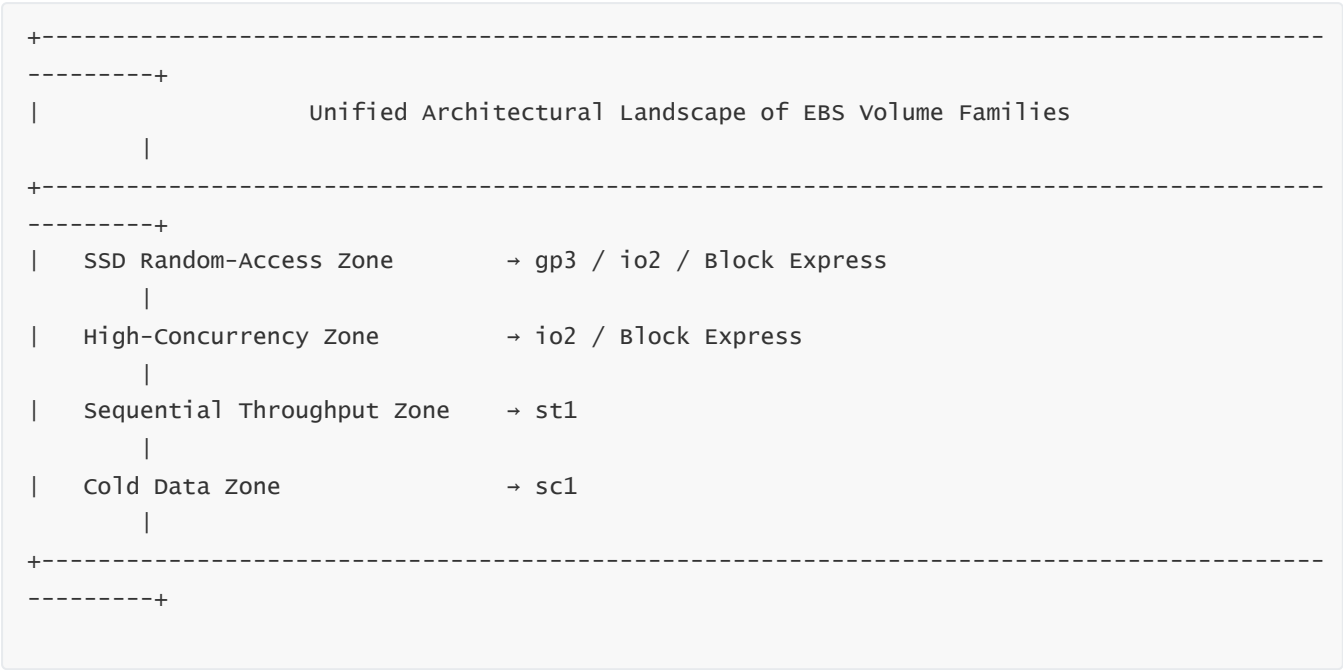 +-------------------------------------------------------------------------------------------
---------+
|                   Unified Architectural Landscape of EBS Volume Families
        |
+-------------------------------------------------------------------------------------------
---------+
|   SSD Random-Access Zone        → gp3 / io2 / Block Express
        |
|   High-Concurrency Zone         → io2 / Block Express
        |
|   Sequential Throughput Zone    → st1
        |
|   Cold Data Zone                → sc1
        |
+-------------------------------------------------------------------------------------------
---------+